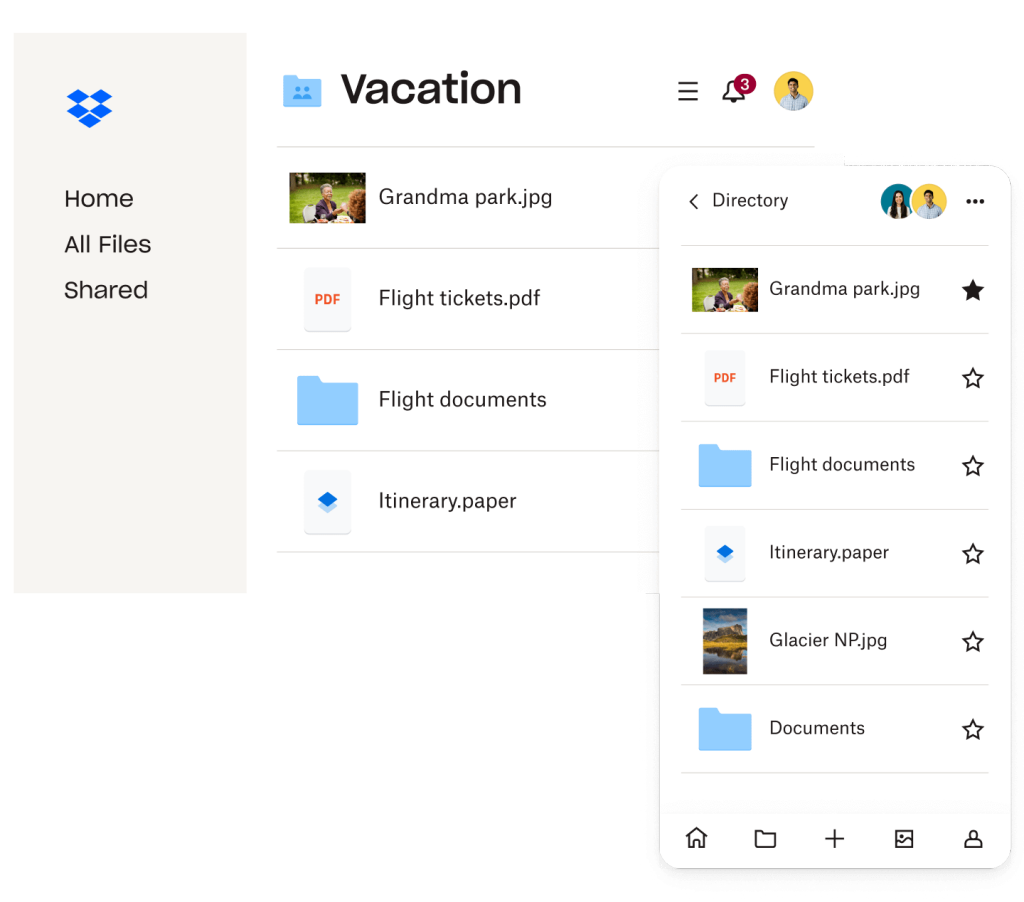 Vacation
3
Home
All Files
Shared
Grandma park.jpg
PDF
Flight tickets.pdf
Flight documents
Itinerary.paper
Directory
Grandma park.jpg
PDF
Flight tickets.pdf
Flight documents
Itinerary.paper
Glacier NP.jpg
Documents